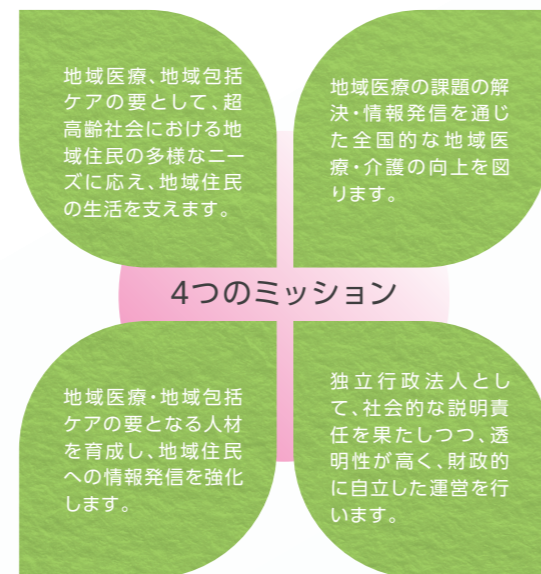 地域医療、地域包括
ケアの要として、超
高齢社会における地
域住民の多様なニー
ズに応え、地域住民
の生活を支えます。
地域医療の課題の解
決・情報発信を通じ
た全国的な地域医
療・介護の向上を図
ります。
4つのミッション
地域医療・地域包括
ケアの要となる人材
を育成し、地域住民
への情報発信を強化
します。
独立行政法人とし
て、社会的な説明責
任を果たしつつ、透
明性が高く、財政的
に自立した運営を行
います。